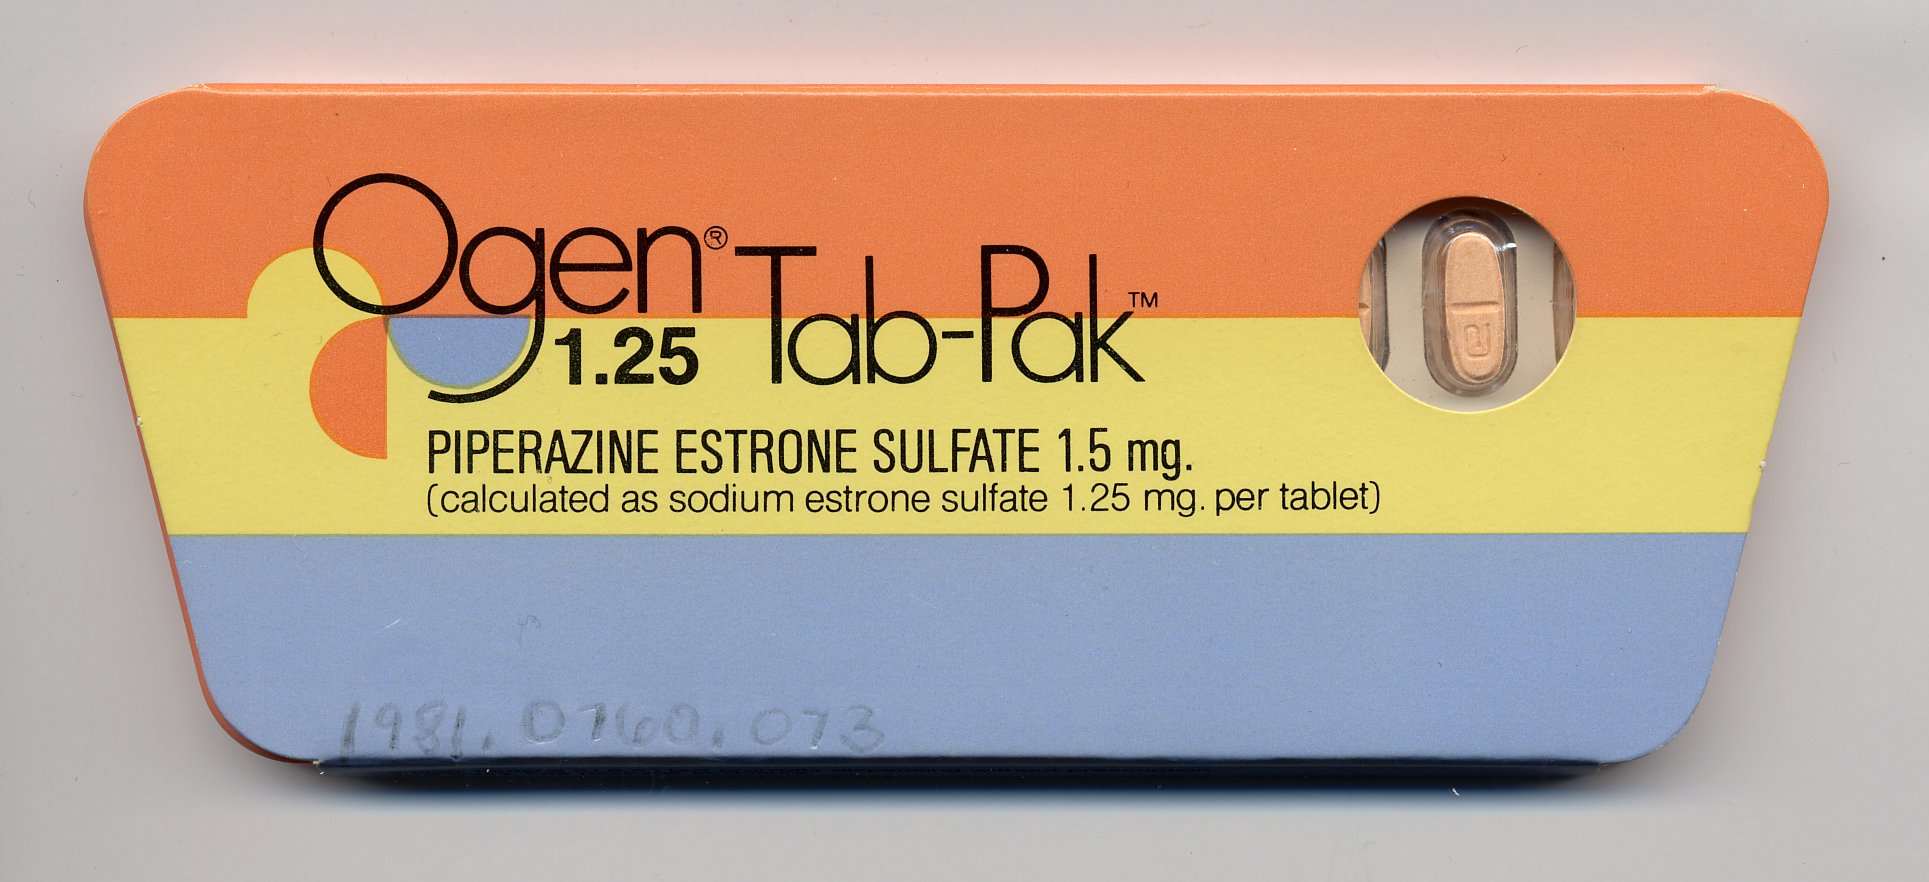 Ogen® Tab-Pak™
1.25
PIPERAZINE ESTRONE SULFATE 1.5 mg.
(calculated as sodium estrone sulfate 1.25 mg. per tablet)
1981.0760.073